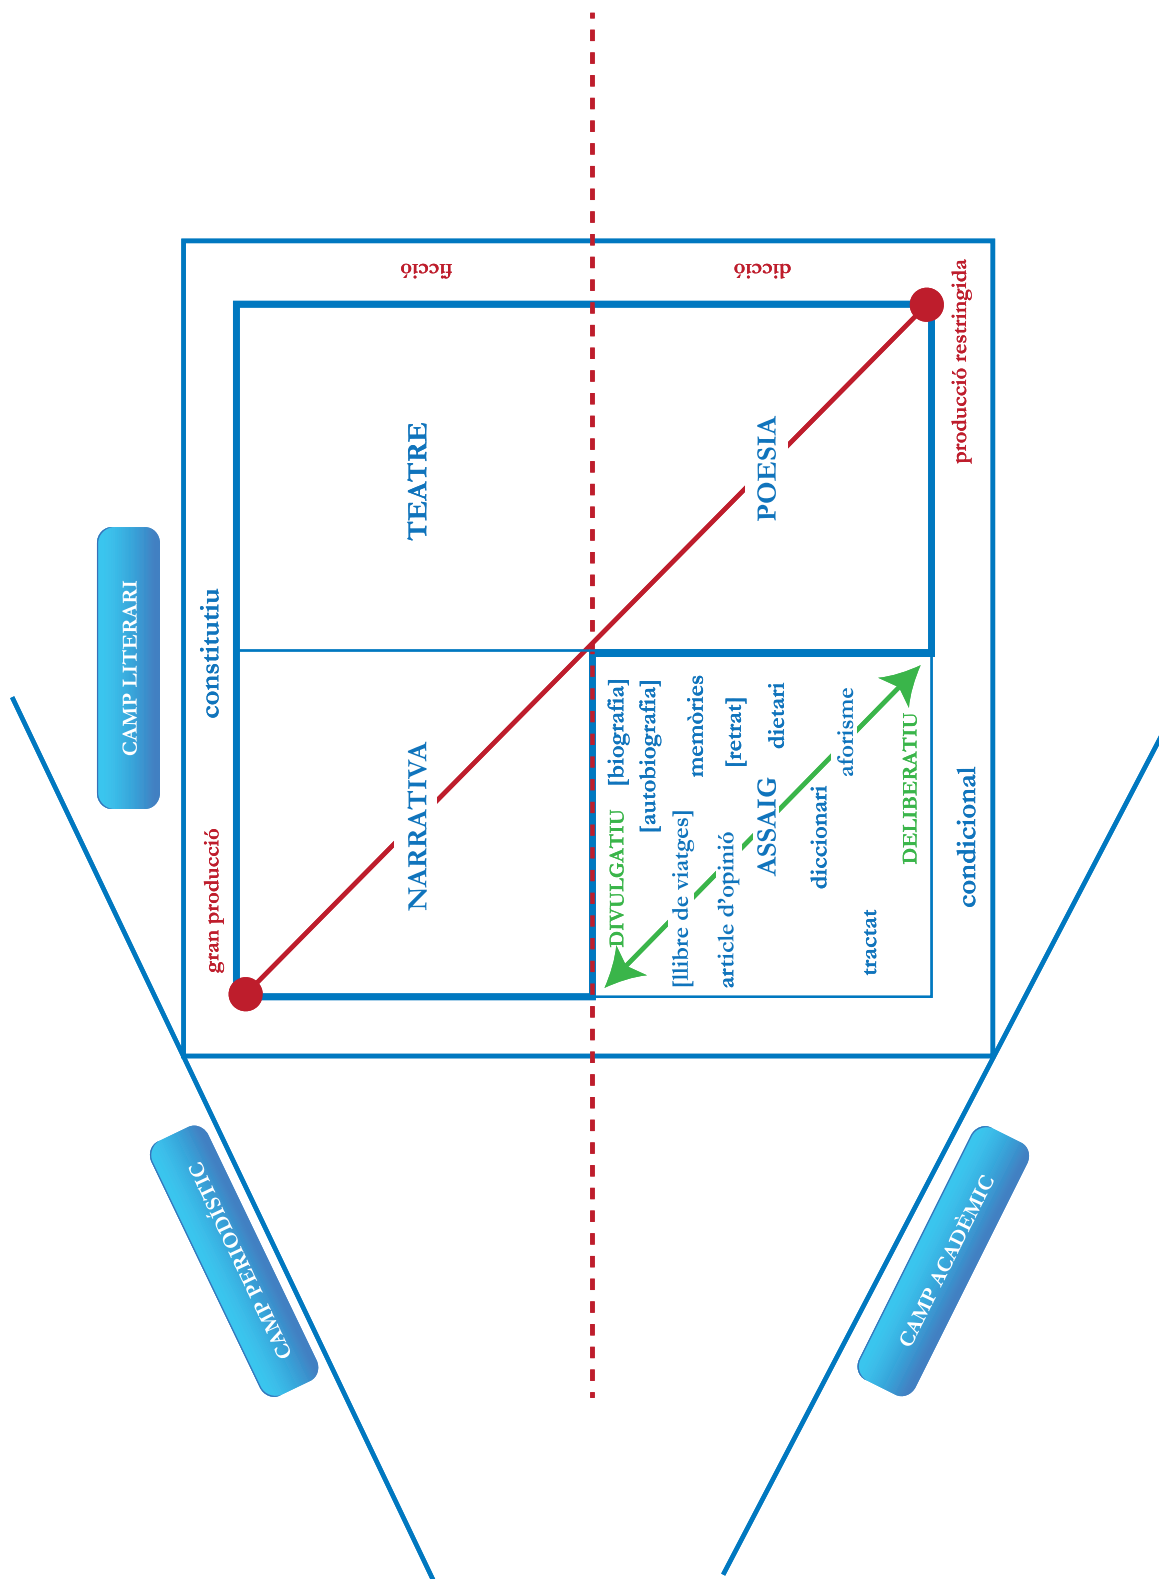 CAMP LITERARI
constitutiu
gran producció
NARRATIVA
TEATRE
ficció
dicció
DIVULGATIU
[biografia]
[autobiografia]
[llibre de viatges]
memòries
article d’opinió
[retrat]
ASSAIG
dietari
diccionari
aforisme
tractat
DELIBERATIU
POESIA
condicional
producció restringida
CAMP PERIODÍSTIC
CAMP ACADÈMIC